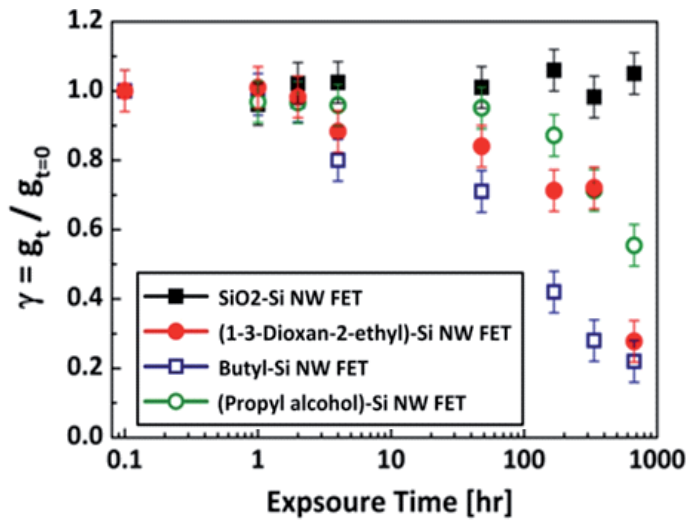 1.2
1.0
0.8
0.6
0.4
0.2
0.0
γ = g_t / g_{t=0}
SiO2-Si NW FET
(1-3-Dioxan-2-ethyl)-Si NW FET
Butyl-Si NW FET
(Propyl alcohol)-Si NW FET
0.1 1 10 100 1000
Expsoure Time [hr]